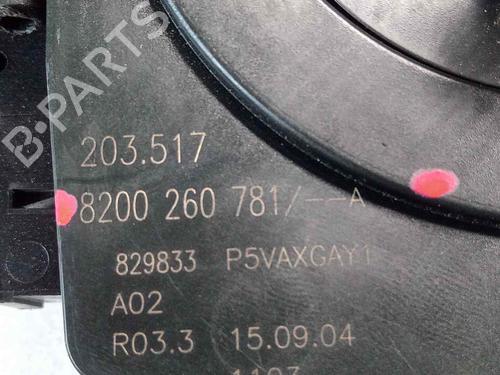 B-PARTS
203.517
8200 260 781/--A
829833 P5VAXGAY1
A02
R03.3 15.09.04